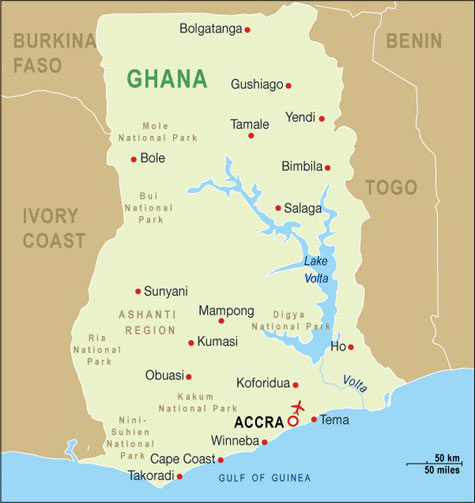 Bolgatanga
BURKINA
FASO
BENIN
GHANA
Gushiago
Yendi
Mole
National Park
Tamale
Bole
Bimbila
TOGO
Bui
National
Park
IVORY
COAST
Salaga
Lake
Volta
Sunyani
ASHANTI
REGION
Mampong
Digya
National Park
Ria
National
Park
Kumasi
Ho
Obuasi
Koforidua
Volta
Kakum
National Park
Nini-
Suhien
National
Park
ACCRA
Tema
Winneba
Cape Coast
Takoradi
GULF OF GUINEA
50 km
50 miles